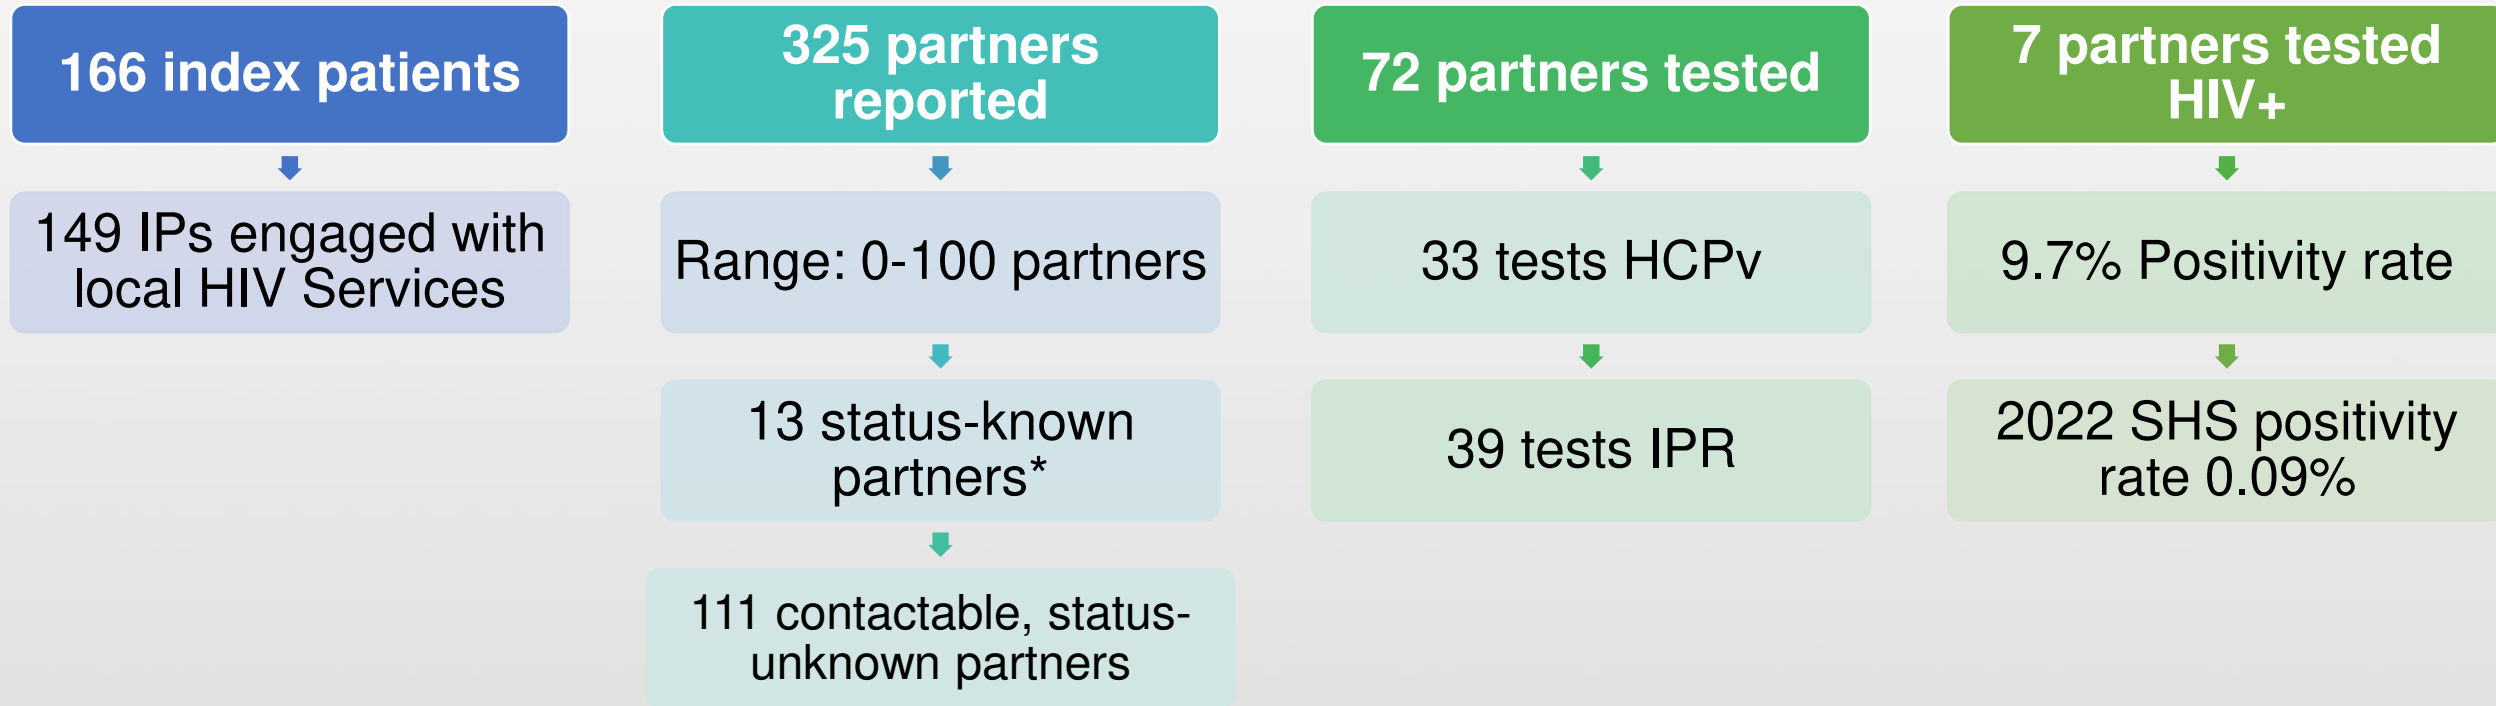 166 index patients
149 IPs engaged with
local HIV Services
325 partners
reported
Range: 0-100 partners
13 status-known
partners*
111 contactable, status-
unknown partners
72 partners tested
33 tests HCPv
39 tests IPR
7 partners tested
HIV+
9.7% Positivity rate
2022 SHS positivity
rate 0.09%